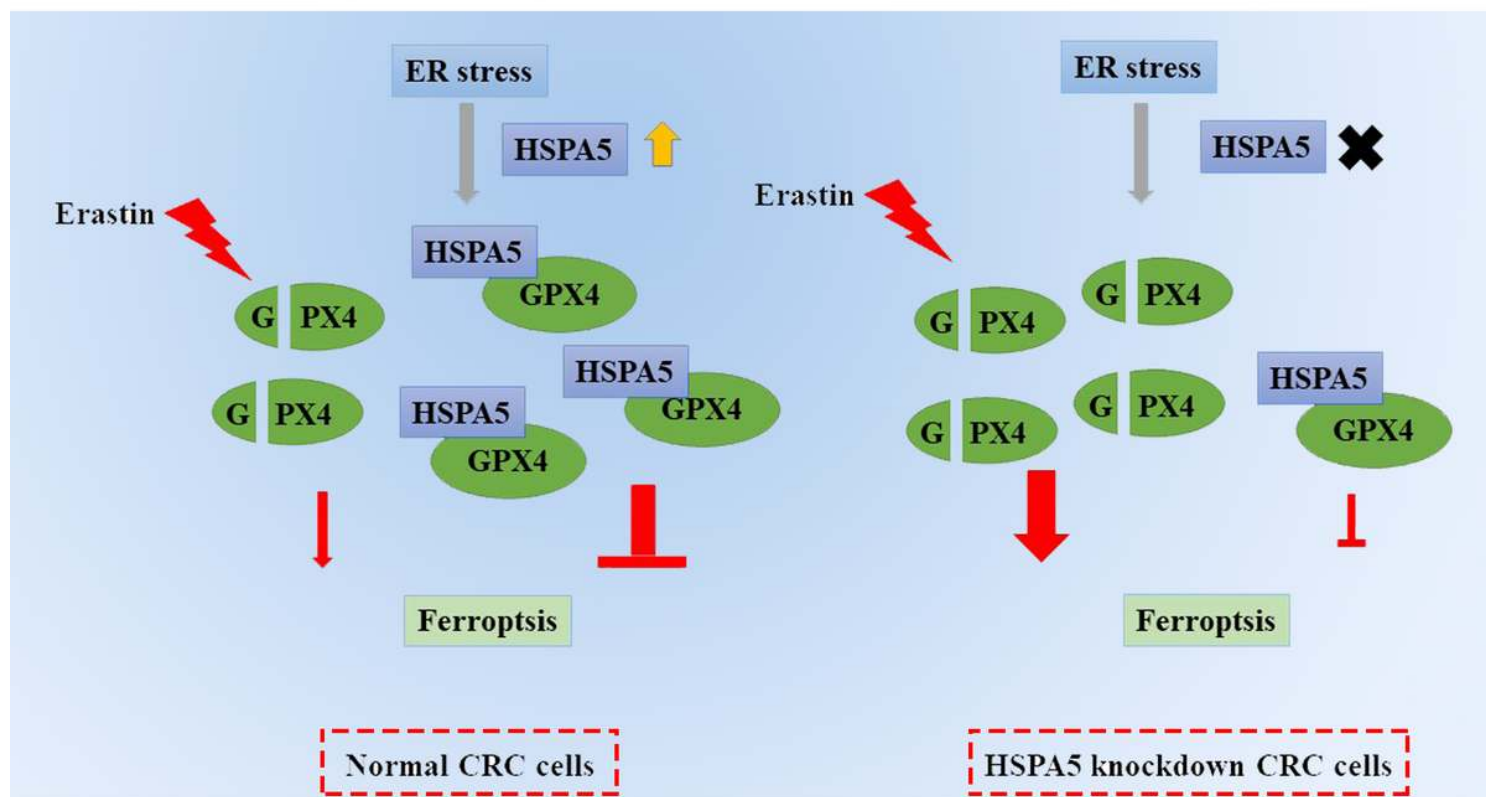 ER stress
HSPA5
Erastin
HSPA5
GPX4
G PX4
HSPA5
GPX4
G PX4
HSPA5
GPX4
Ferroptsis
Normal CRC cells
ER stress
HSPA5
Erastin
G PX4
G PX4
HSPA5
GPX4
G PX4
G PX4
Ferroptsis
HSPA5 knockdown CRC cells